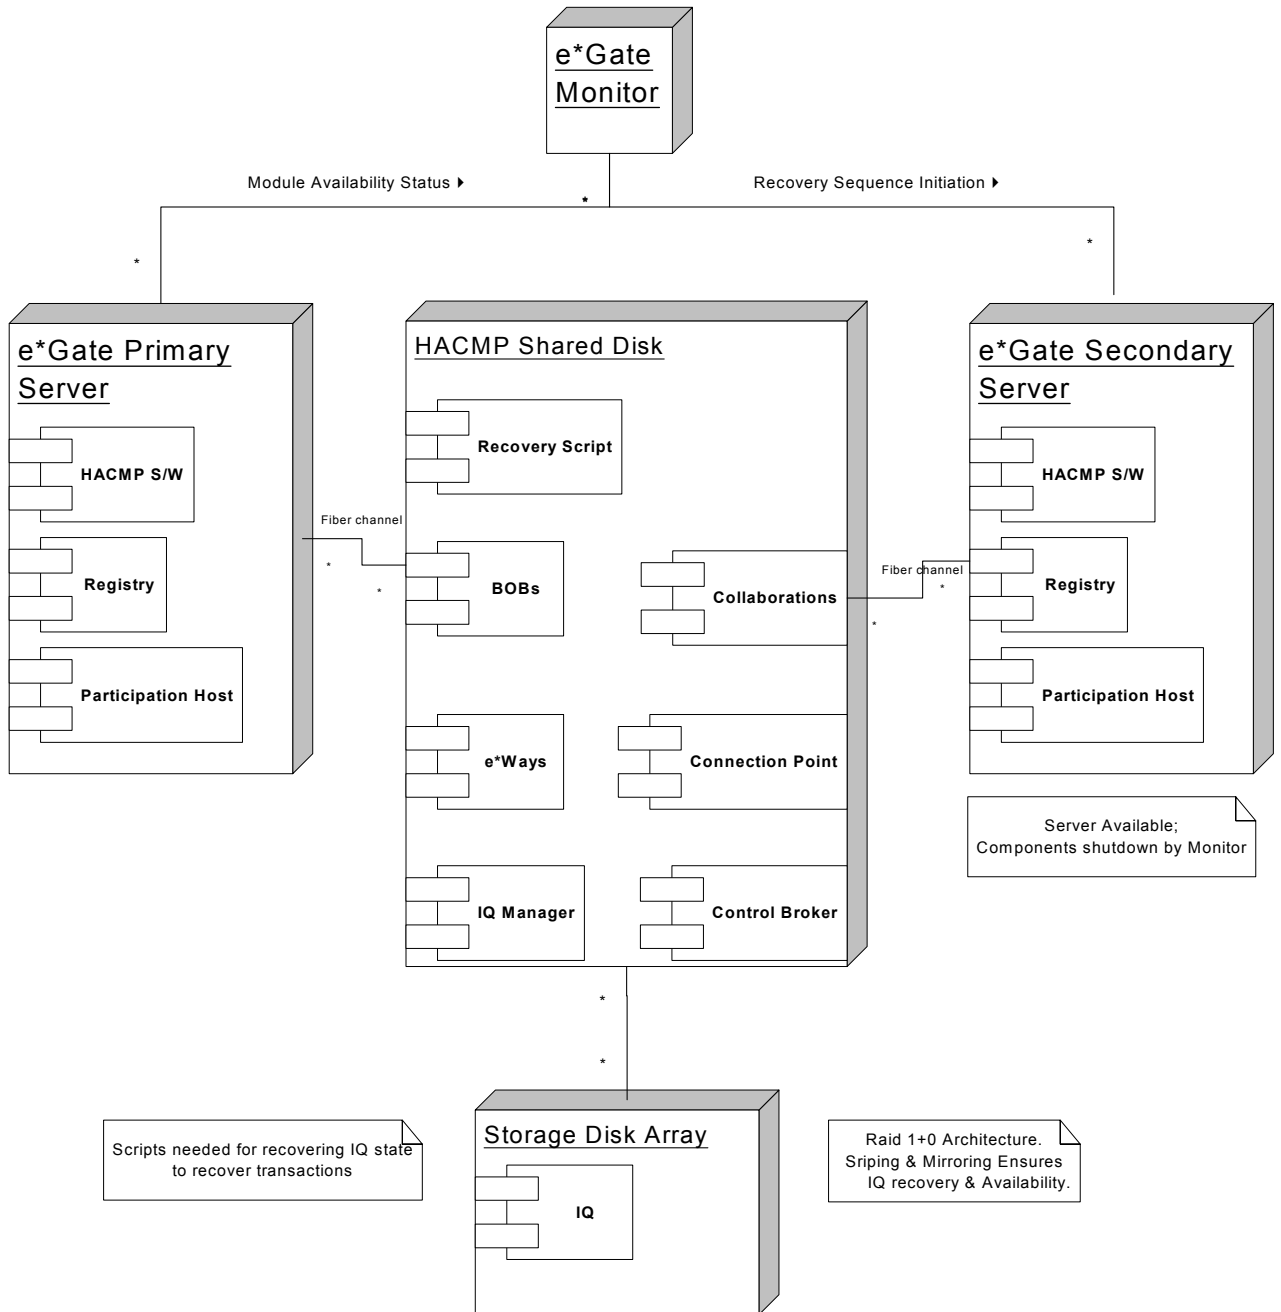 e*Gate
Monitor
Module Availability Status
Recovery Sequence Initiation
*
*
*
e*Gate Primary
Server
HACMP S/W
Registry
Participation Host
Fiber channel
*
*
HACMP Shared Disk
Recovery Script
BOBs
Collaborations
e*Ways
Connection Point
IQ Manager
Control Broker
Fiber channel
*
*
e*Gate Secondary
Server
HACMP S/W
Registry
Participation Host
Server Available;
Components shutdown by Monitor
*
*
Scripts needed for recovering IQ state
to recover transactions
Storage Disk Array
IQ
Raid 1+0 Architecture.
Sriping & Mirroring Ensures
IQ recovery & Availability.